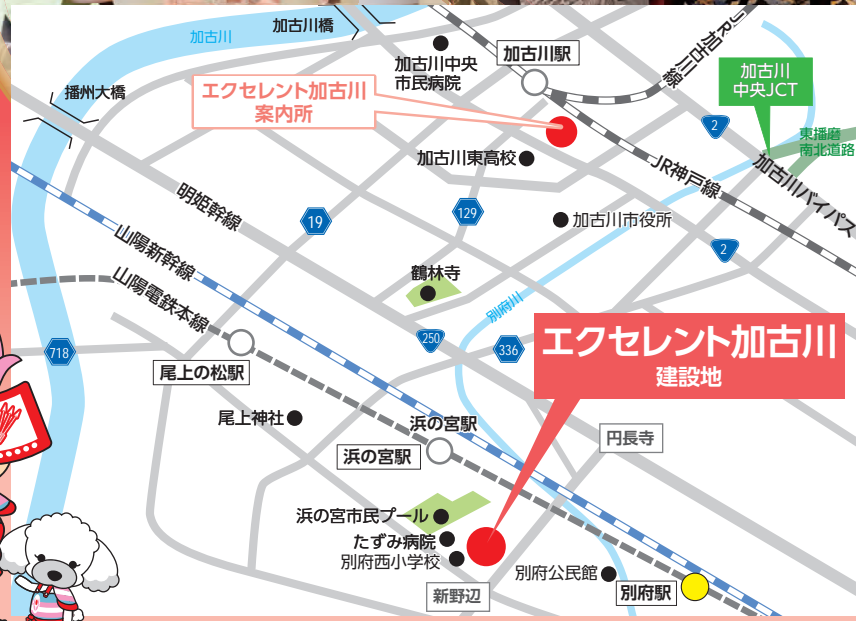 加古川
加古川橋
加古川中央
市民病院
加古川駅
JR加古川線
加古川
中央JCT
播州大橋
エクセレント加古川
案内所
2
東播磨
南北道路
加古川東高校
JR神戸線
加古川バイパス
明姫幹線
19
129
加古川市役所
2
山陽新幹線
山陽電鉄本線
鶴林寺
別府川
250
336
718
エクセレント加古川
建設地
尾上の松駅
尾上神社
浜の宮駅
浜の宮駅
円長寺
浜の宮市民プール
たずみ病院
別府西小学校
別府公民館
新野辺
別府駅